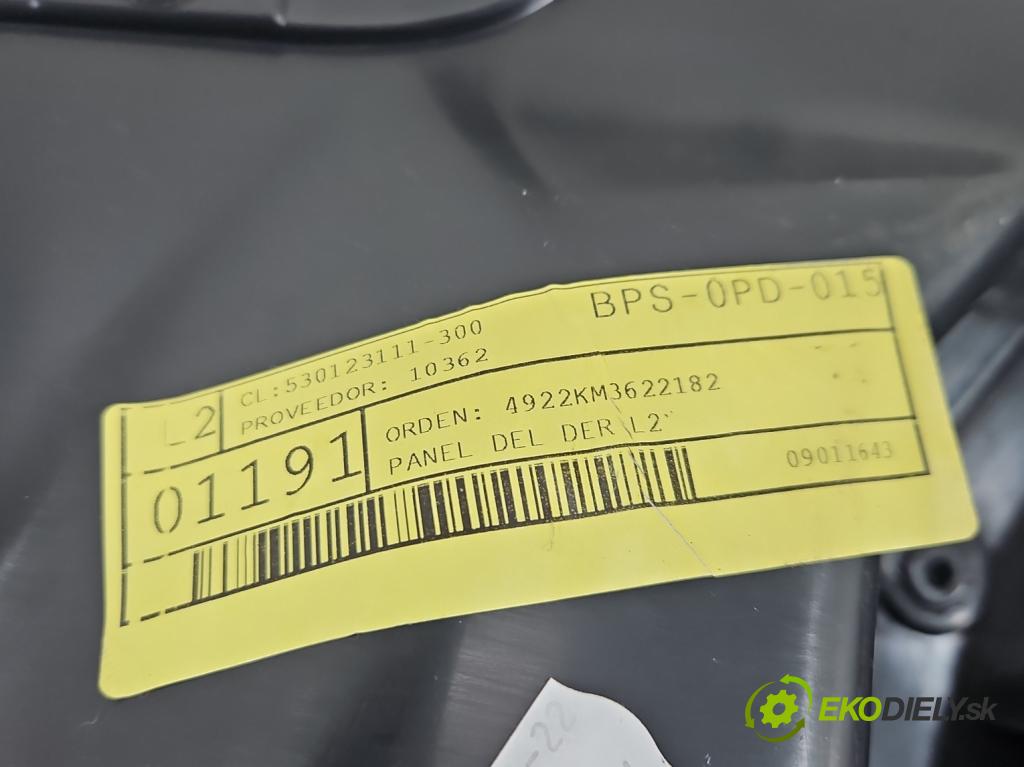 BPS-0PD-015
L2
CL:530123111-300
PROVEEDOR: 10362
01191
ORDEN: 4922KM3622182
PANEL DEL DER L2
09011643
-22
EKODIELY.sk